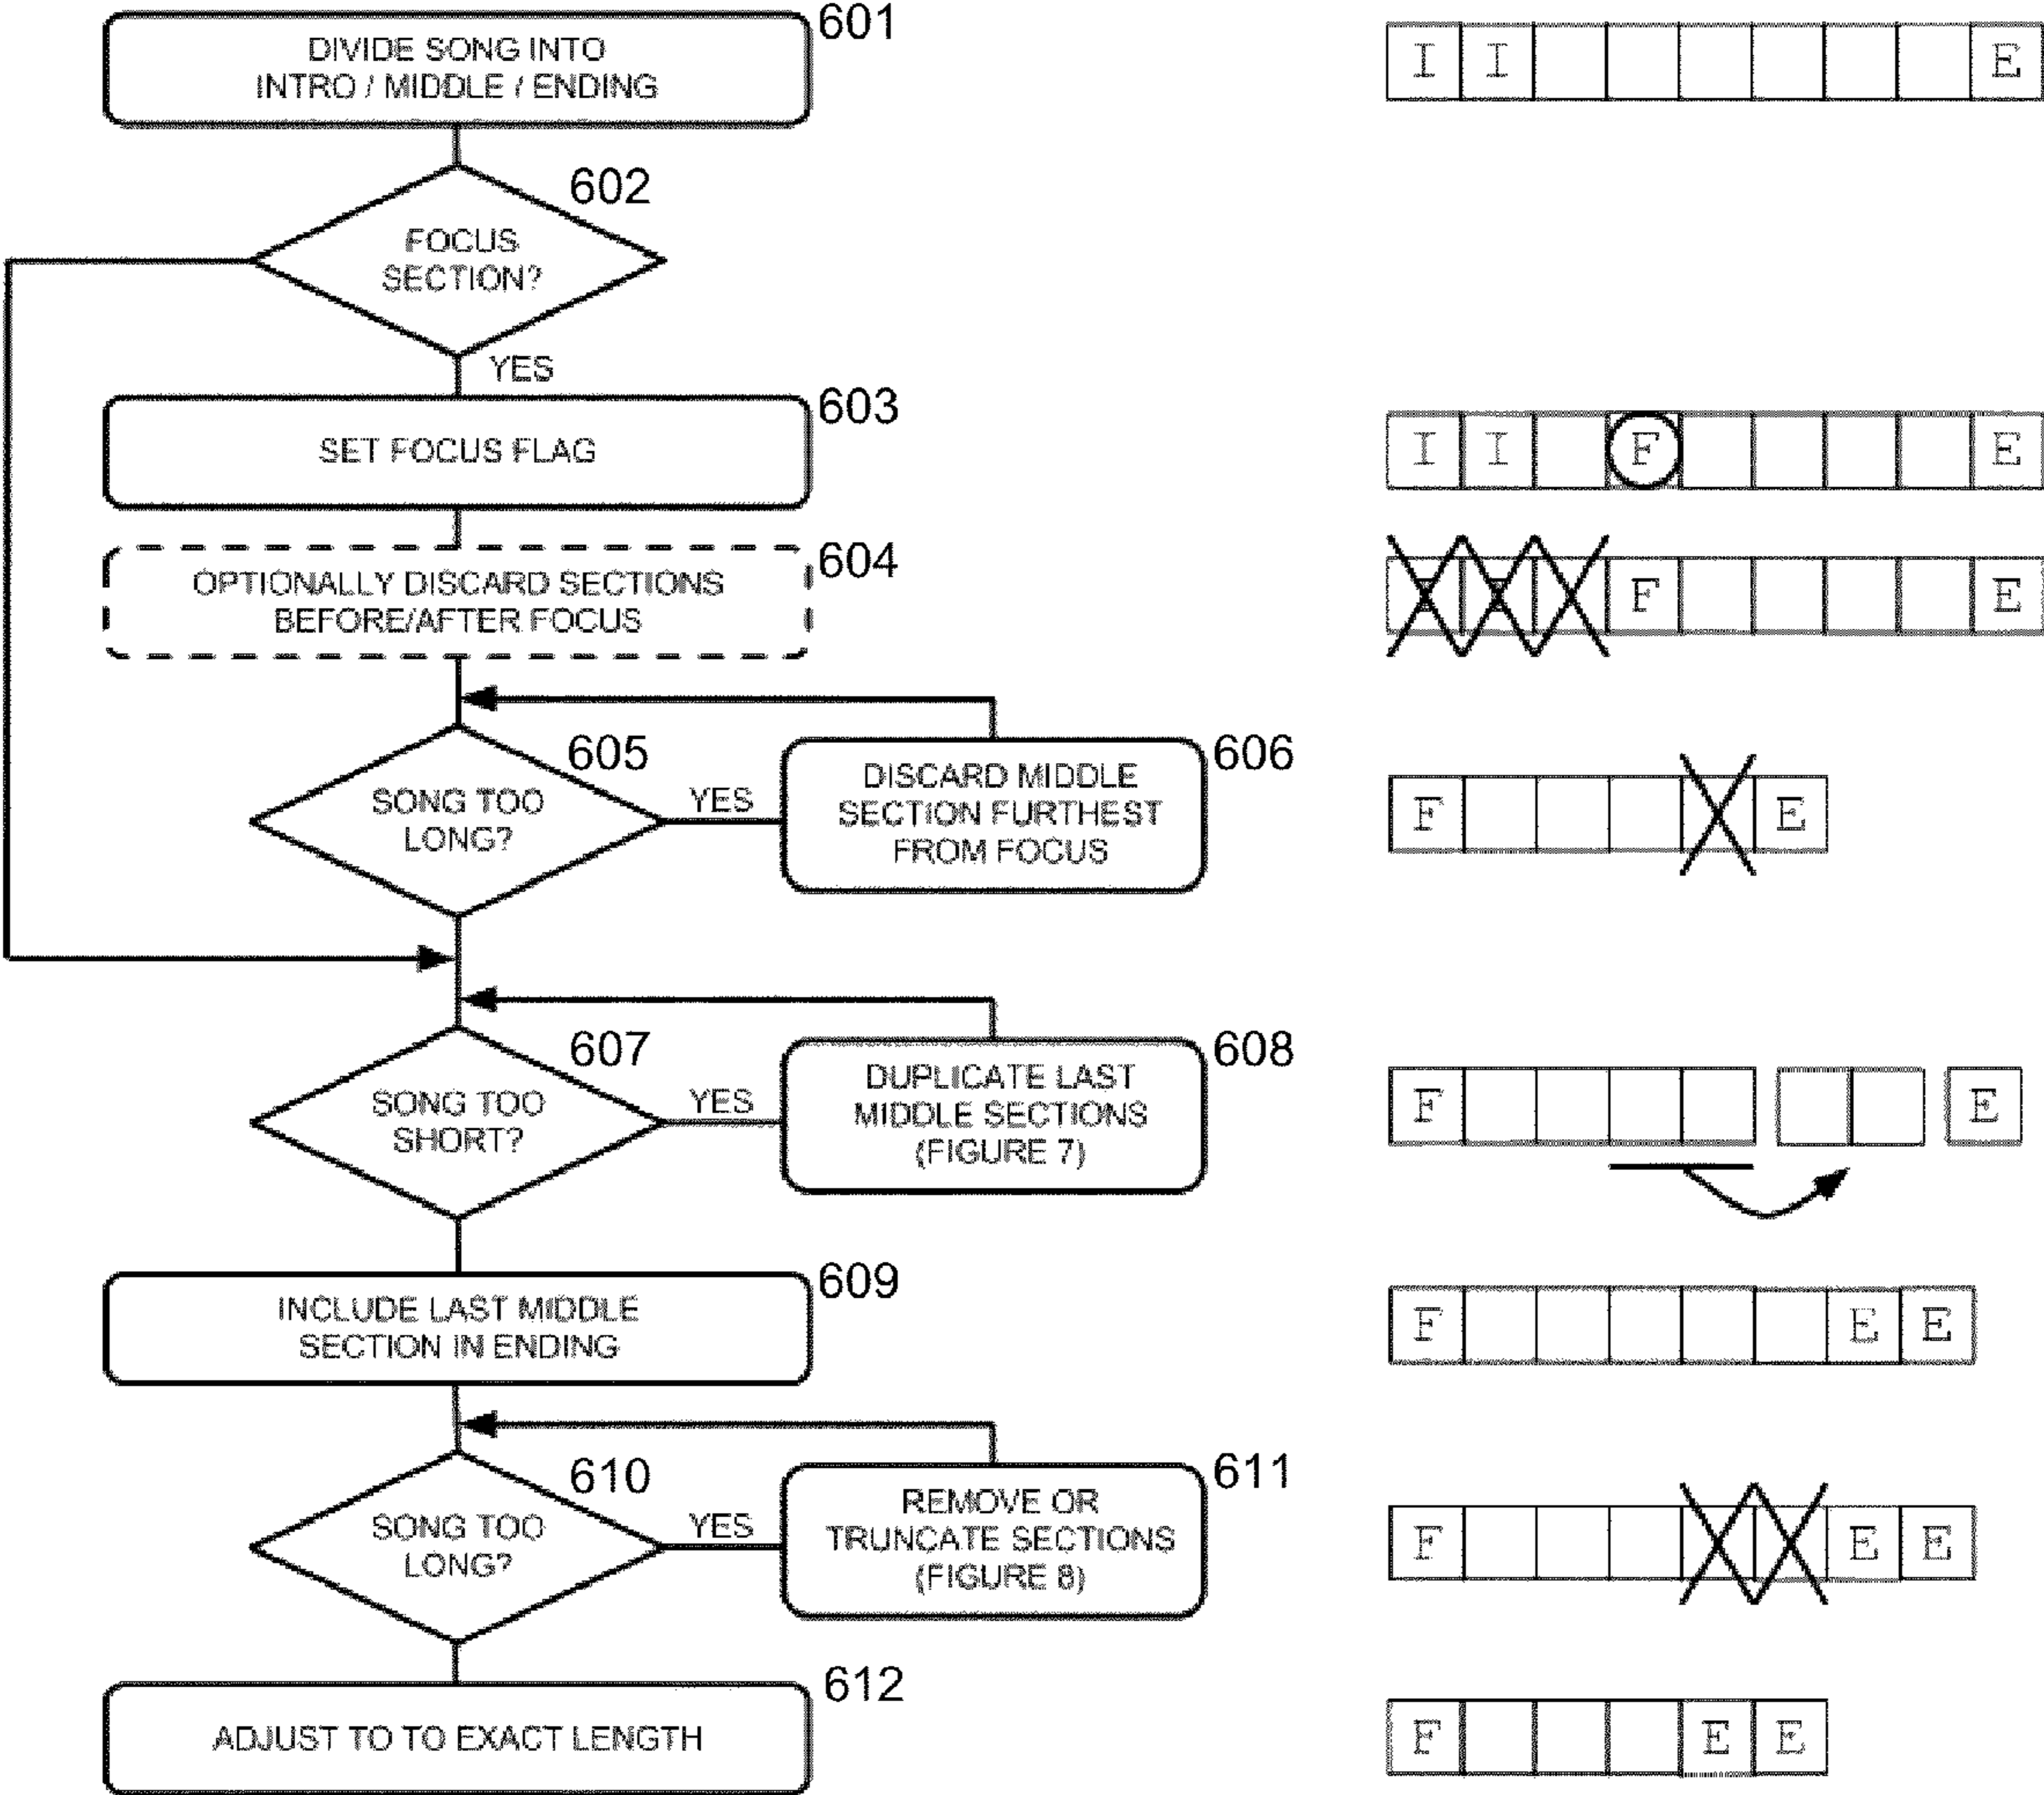 601
DIVIDE SONG INTO
INTRO / MIDDLE / ENDING
I I E
602
FOCUS
SECTION?
YES
603
SET FOCUS FLAG
I I F E
604
OPTIONALLY DISCARD SECTIONS
BEFORE/AFTER FOCUS
F E
605
SONG TOO
LONG?
YES
606
DISCARD MIDDLE
SECTION FURTHEST
FROM FOCUS
F E
607
SONG TOO
SHORT?
YES
608
DUPLICATE LAST
MIDDLE SECTIONS
(FIGURE 7)
F E
609
INCLUDE LAST MIDDLE
SECTION IN ENDING
F E E
610
SONG TOO
LONG?
YES
611
REMOVE OR
TRUNCATE SECTIONS
(FIGURE 8)
F E E
612
ADJUST TO TO EXACT LENGTH
F E E